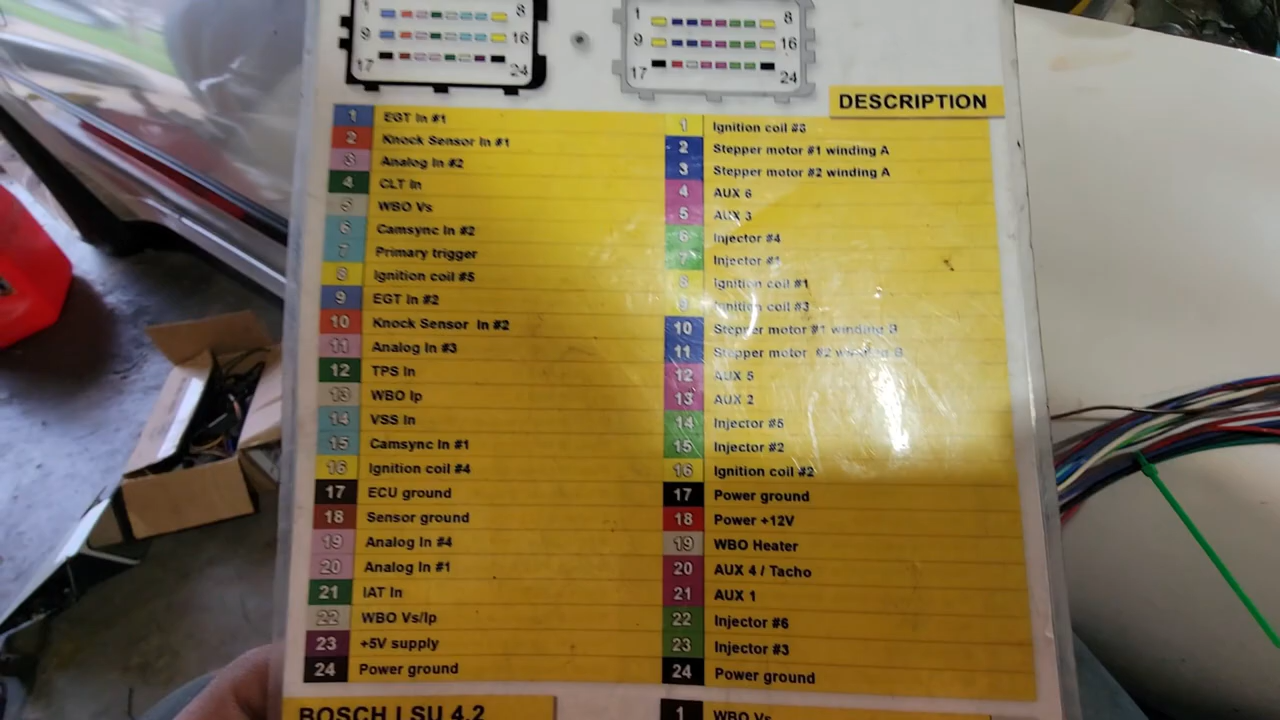 1 8
9 16
17 24
1 8
9 16
17 24
DESCRIPTION
1 EGT In #1
2 Knock Sensor In #1
3 Analog In #2
4 CLT In
5 WBO Vs
6 Camsync In #2
7 Primary trigger
8 Ignition coil #5
9 EGT In #2
10 Knock Sensor In #2
11 Analog In #3
12 TPS In
13 WBO Ip
14 VSS In
15 Camsync In #1
16 Ignition coil #4
17 ECU ground
18 Sensor ground
19 Analog In #4
20 Analog In #1
21 IAT In
22 WBO Vs/Ip
23 +5V supply
24 Power ground
1 Ignition coil #6
2 Stepper motor #1 winding A
3 Stepper motor #2 winding A
4 AUX 6
5 AUX 3
6 Injector #4
7 Injector #1
8 Ignition coil #1
9 Ignition coil #3
10 Stepper motor #1 winding B
11 Stepper motor #2 winding B
12 AUX 5
13 AUX 2
14 Injector #5
15 Injector #2
16 Ignition coil #2
17 Power ground
18 Power +12V
19 WBO Heater
20 AUX 4 / Tacho
21 AUX 1
22 Injector #6
23 Injector #3
24 Power ground
BOSCH LSU 4.2
1 WBO Vs